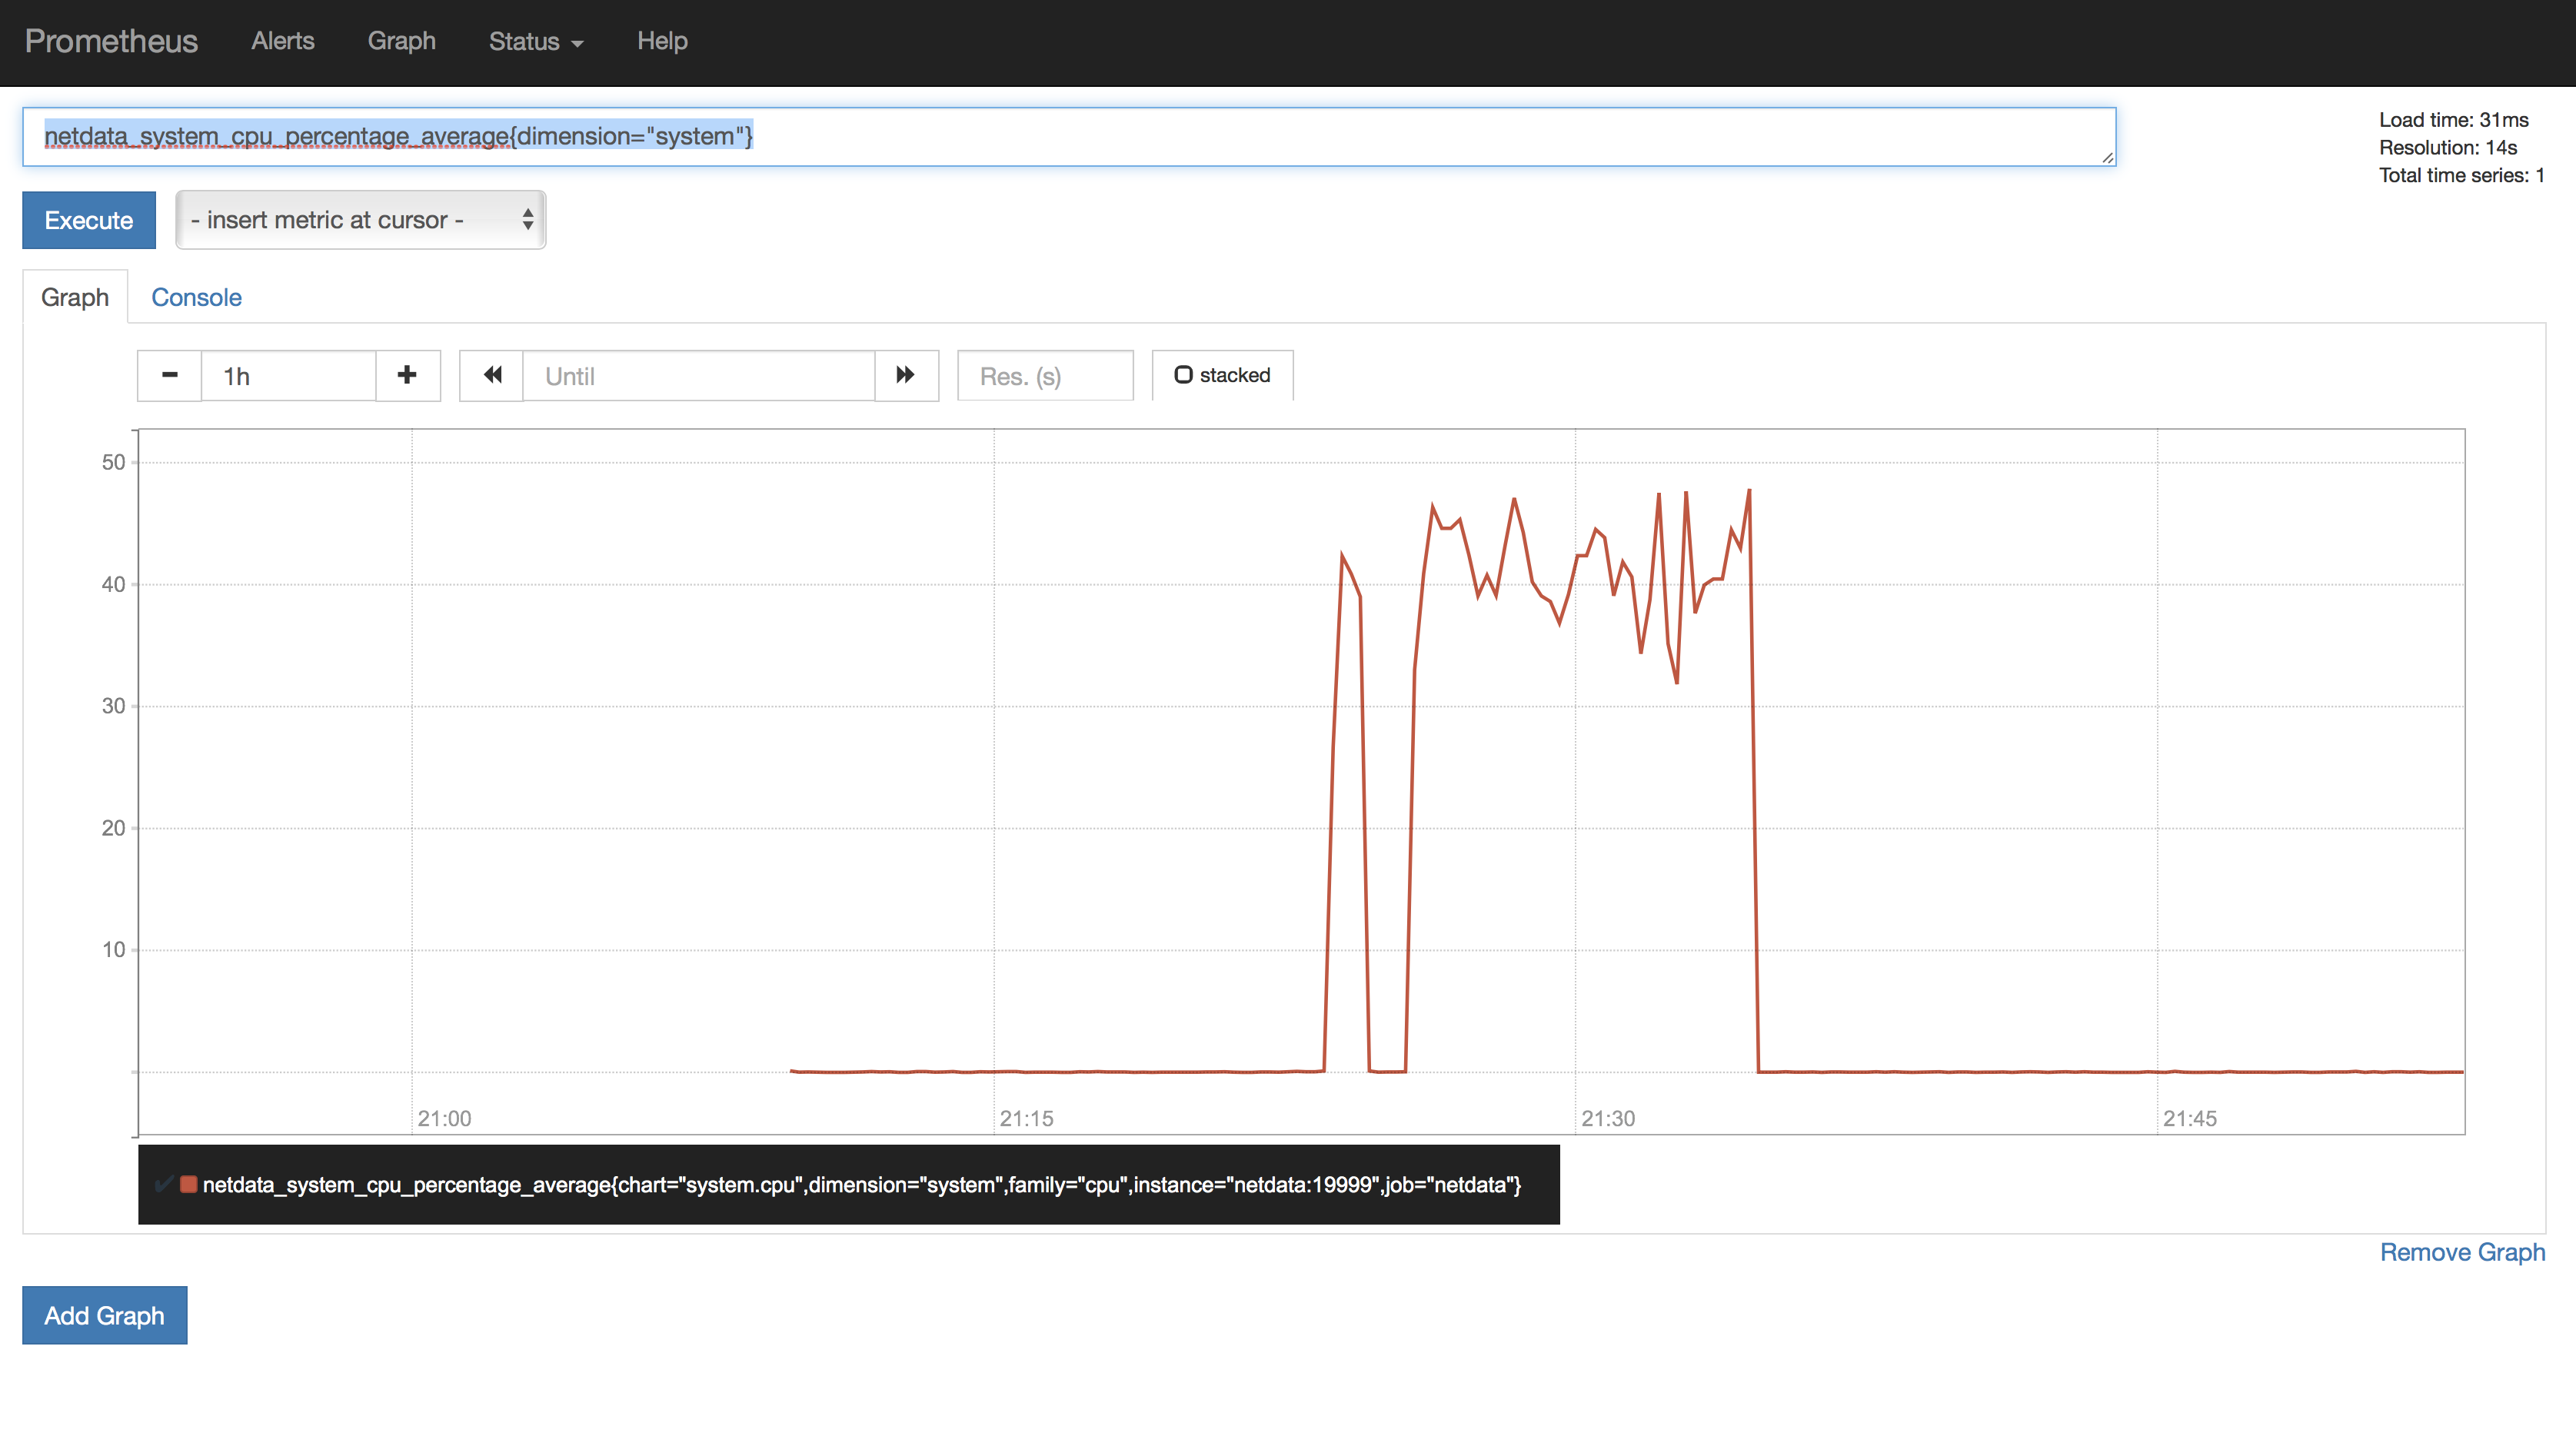 Prometheus Alerts Graph Status Help
netdata_system_cpu_percentage_average{dimension="system"}
Load time: 31ms
Resolution: 14s
Total time series: 1
Execute - insert metric at cursor -
Graph Console
1h Until Res. (s) stacked
50
40
30
20
10
21:00 21:15 21:30 21:45
netdata_system_cpu_percentage_average{chart="system.cpu",dimension="system",family="cpu",instance="netdata:19999",job="netdata"}
Remove Graph
Add Graph